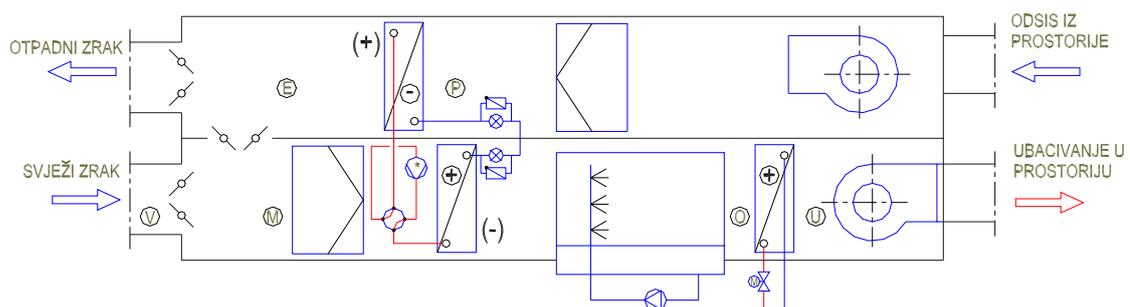 ODSIS IZ
PROSTORIJE
OTPADNI ZRAK
(+)
E
-
P
SVJEŽI ZRAK
UBACIVANJE U
PROSTORIJU
V
M
*
+
(-)
O
+
U
M